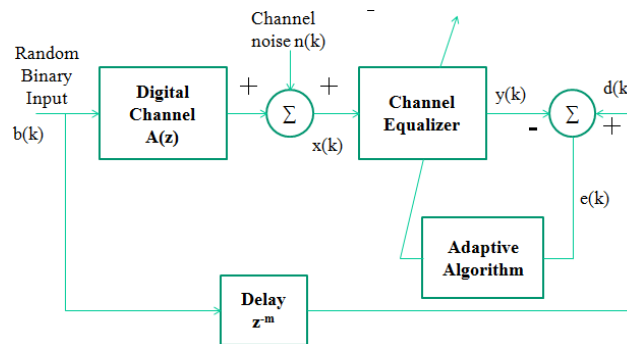 Channel
noise n(k)
Random
Binary
Input
b(k)
Digital
Channel
A(z)
+
Σ
+
x(k)
Channel
Equalizer
y(k)
-
Σ
d(k
+
e(k)
Adaptive
Algorithm
Delay
z-m